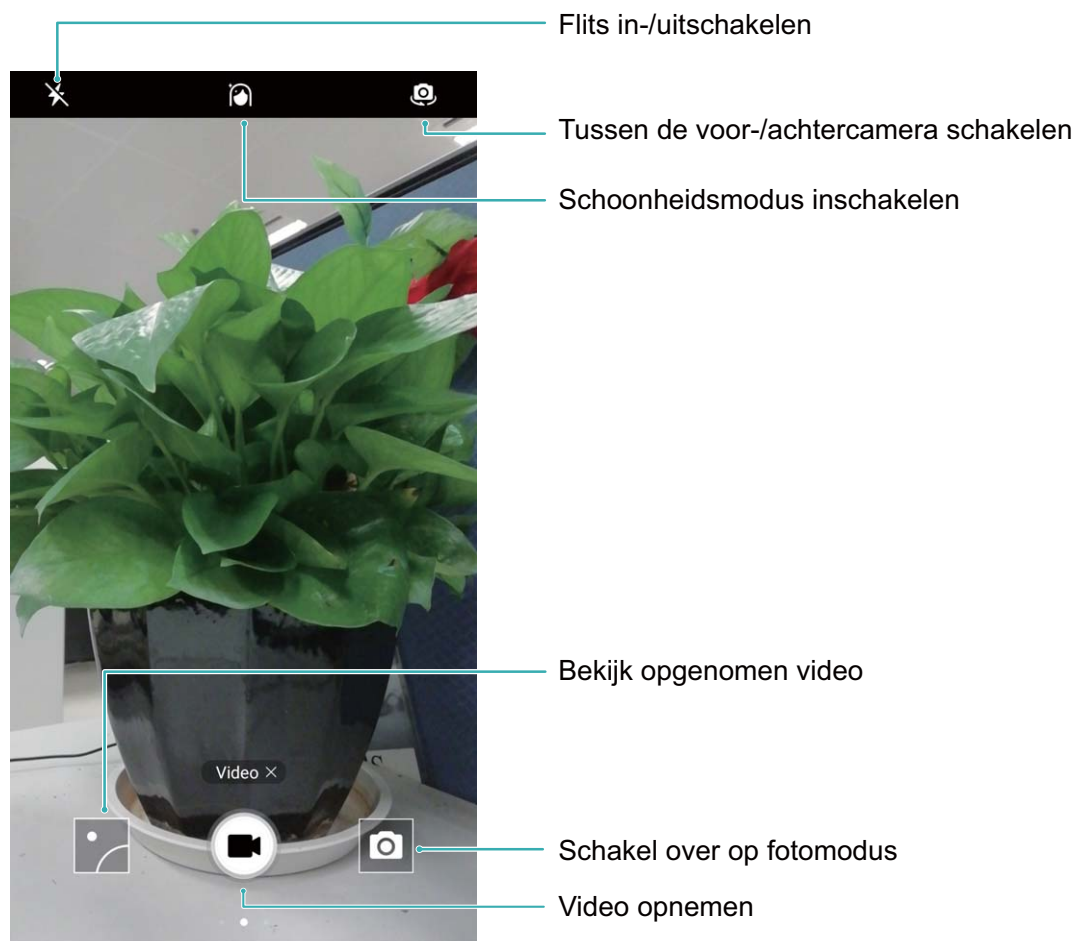 Flits in-/uitschakelen
Tussen de voor-/achtercamera schakelen
Schoonheidsmodus inschakelen
Bekijk opgenomen video
Video ×
Schakel over op fotomodus
Video opnemen